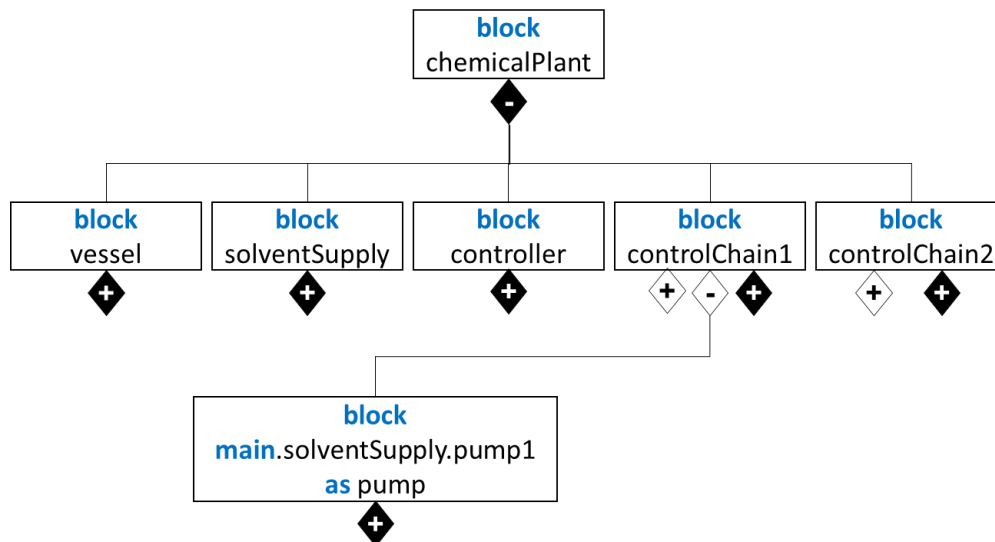 block
chemicalPlant
-
block
vessel
+
block
solventSupply
+
block
controller
+
block
controlChain1
+ - +
block
controlChain2
+ +
block
main.solventSupply.pump1
as pump
+